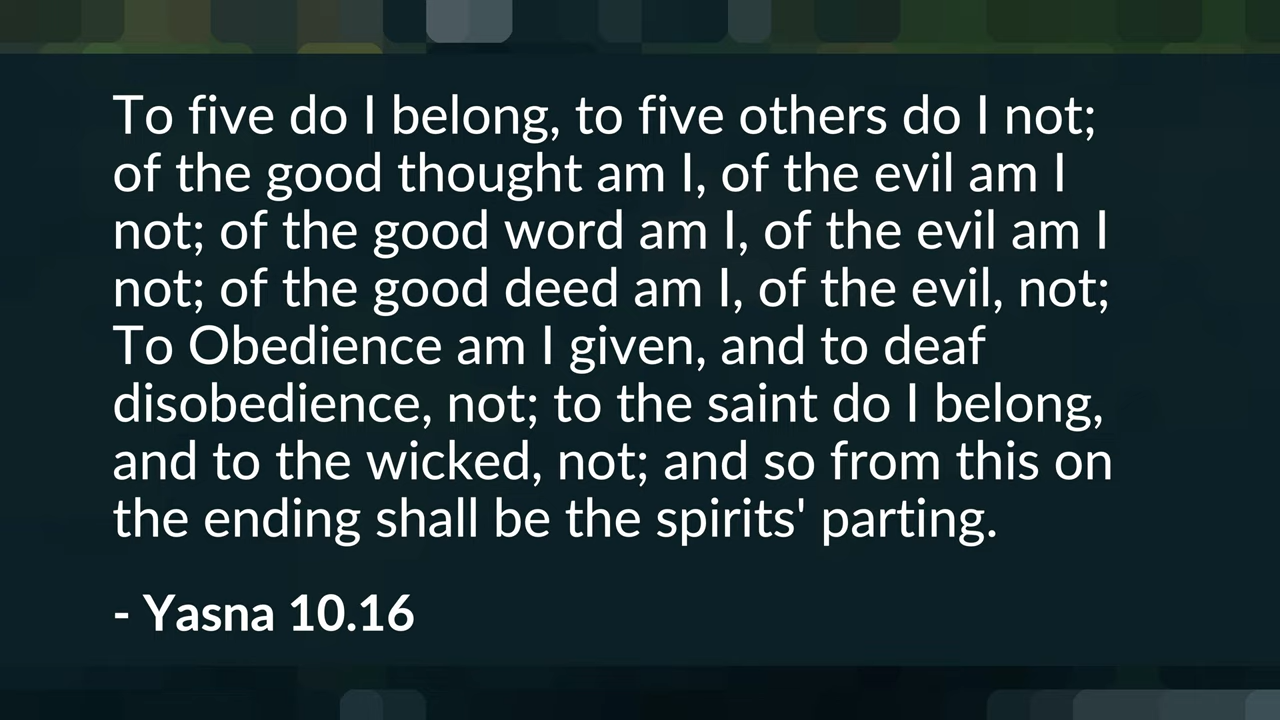 To five do I belong, to five others do I not;
of the good thought am I, of the evil am I
not; of the good word am I, of the evil am I
not; of the good deed am I, of the evil, not;
To Obedience am I given, and to deaf
disobedience, not; to the saint do I belong,
and to the wicked, not; and so from this on
the ending shall be the spirits' parting.
- Yasna 10.16